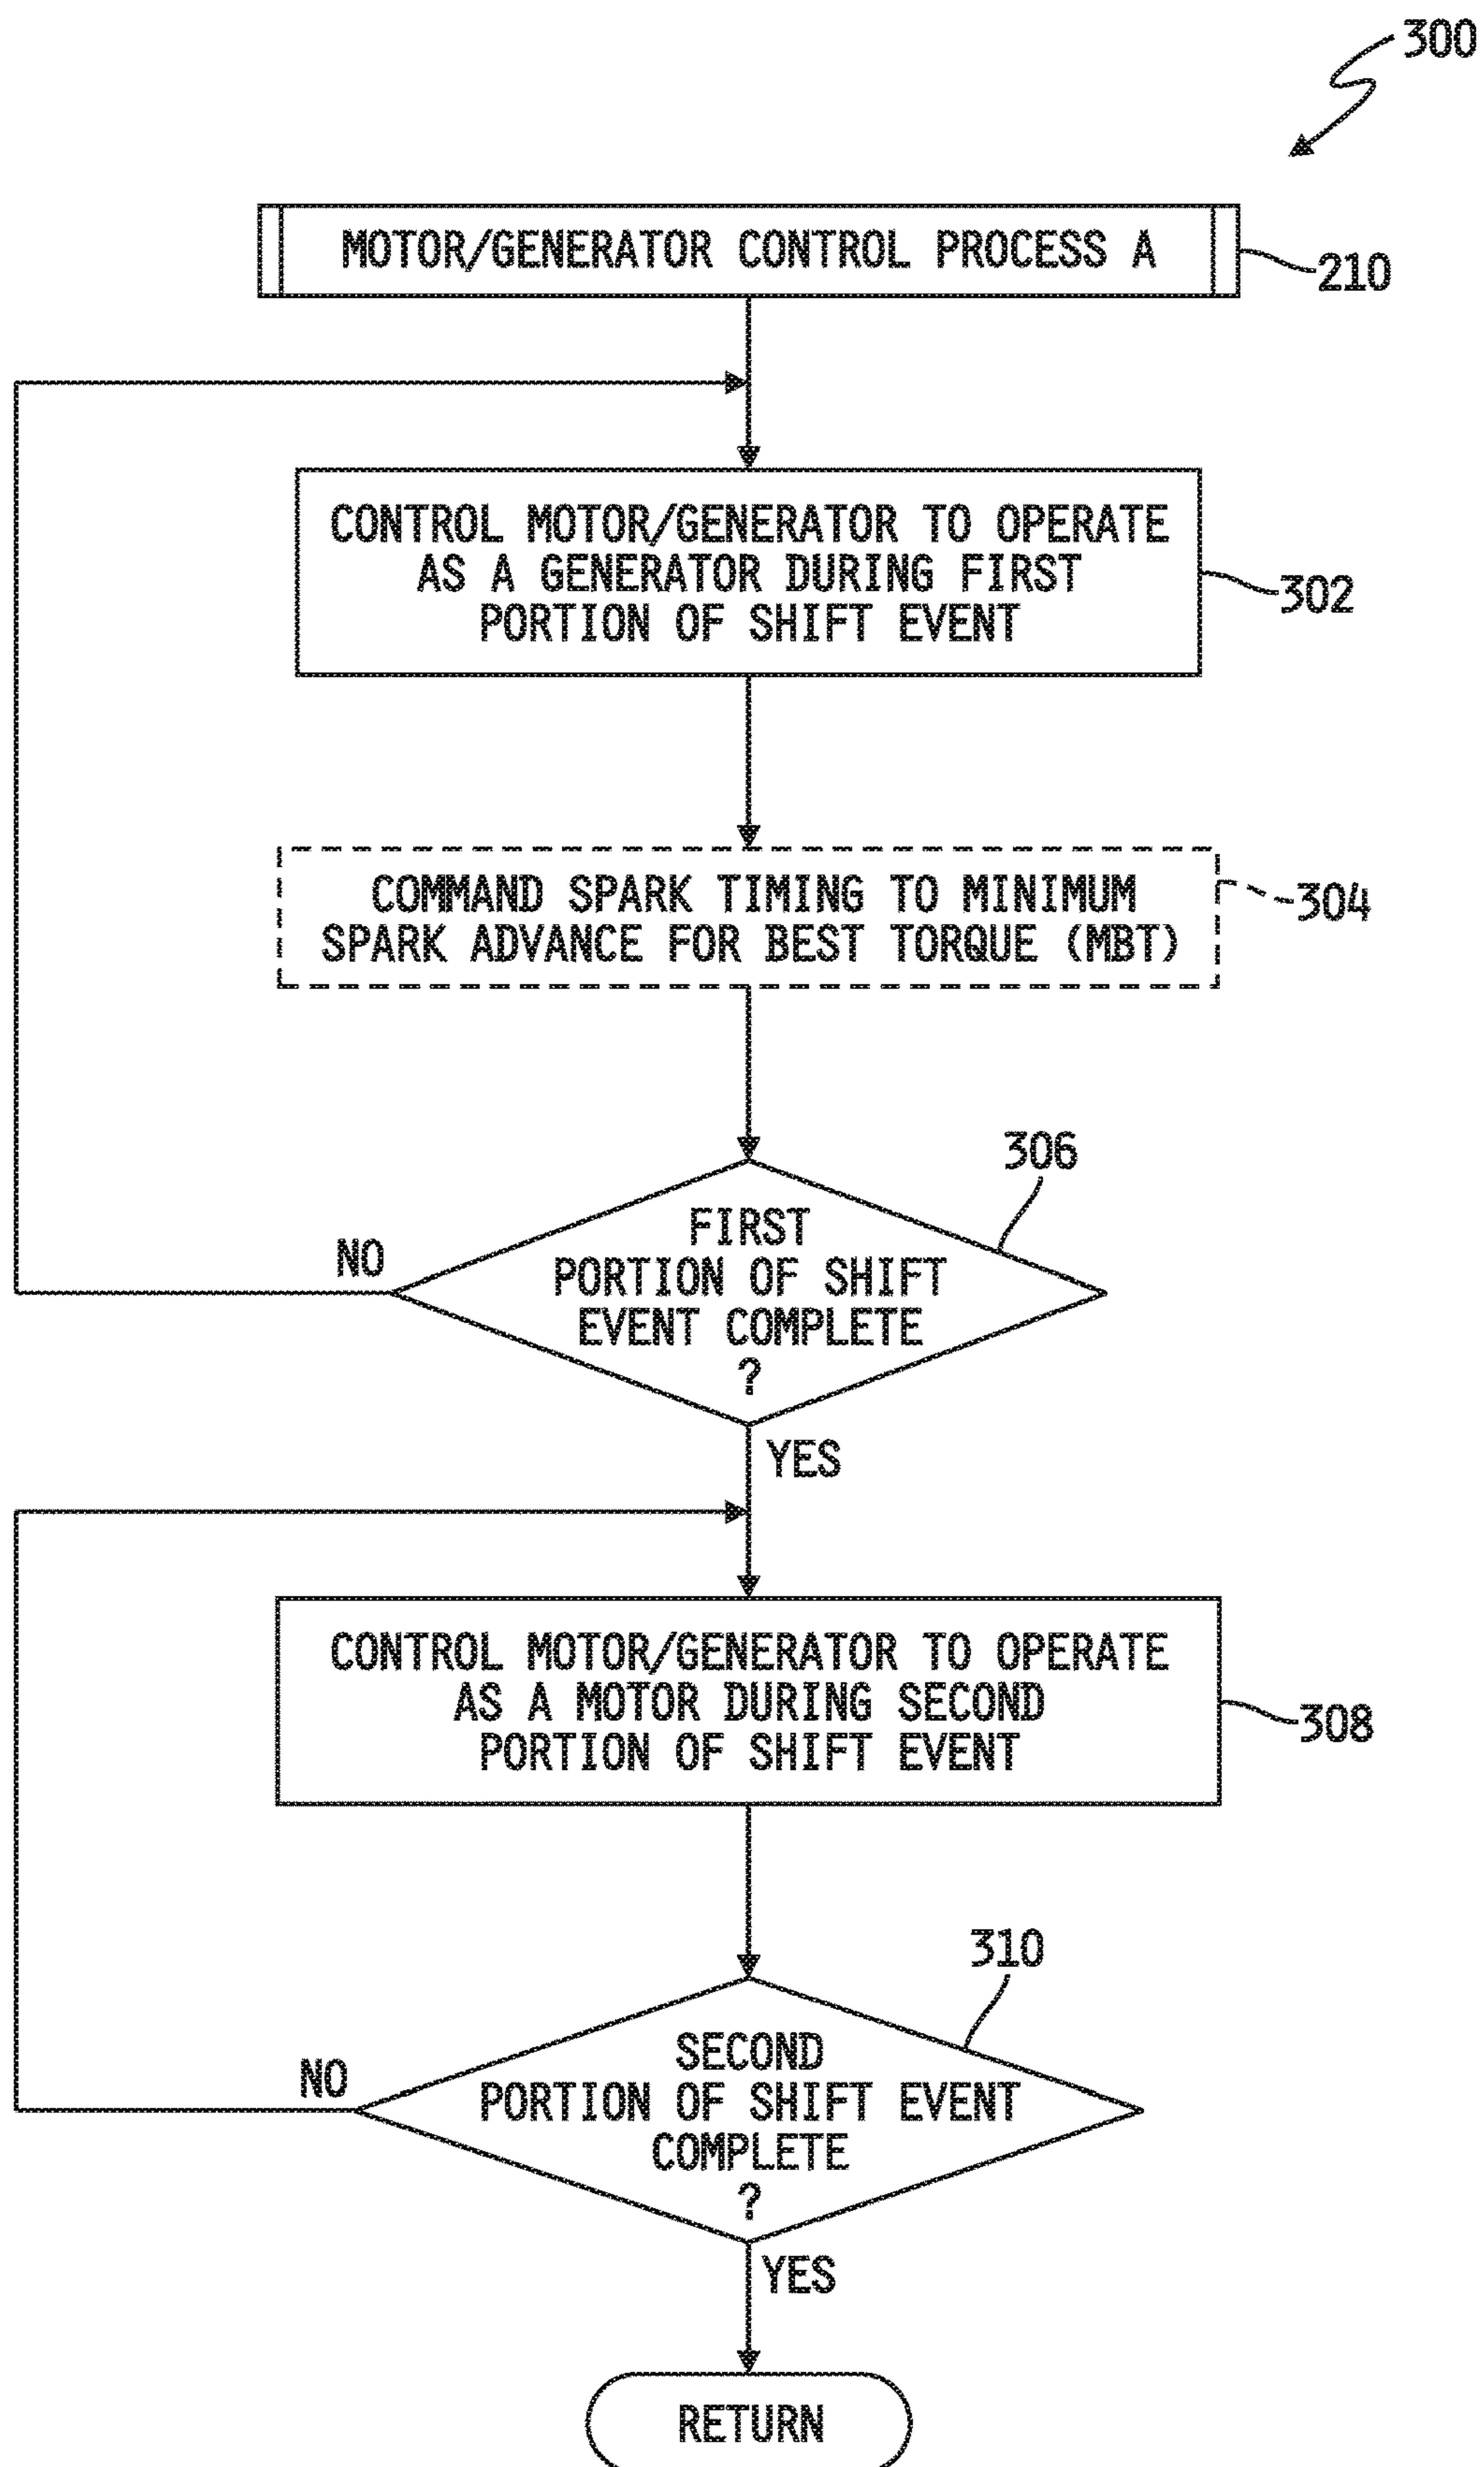 300
MOTOR/GENERATOR CONTROL PROCESS A
210
CONTROL MOTOR/GENERATOR TO OPERATE
AS A GENERATOR DURING FIRST
PORTION OF SHIFT EVENT
302
COMMAND SPARK TIMING TO MINIMUM
SPARK ADVANCE FOR BEST TORQUE (MBT)
304
306
FIRST
PORTION OF SHIFT
EVENT COMPLETE
?
NO
YES
CONTROL MOTOR/GENERATOR TO OPERATE
AS A MOTOR DURING SECOND
PORTION OF SHIFT EVENT
308
310
SECOND
PORTION OF SHIFT EVENT
COMPLETE
?
NO
YES
RETURN